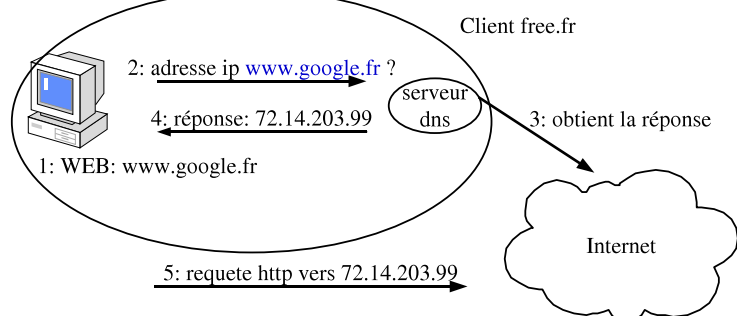 Client free.fr
2: adresse ip www.google.fr ?
serveur
dns
4: réponse: 72.14.203.99
3: obtient la réponse
1: WEB: www.google.fr
Internet
5: requete http vers 72.14.203.99